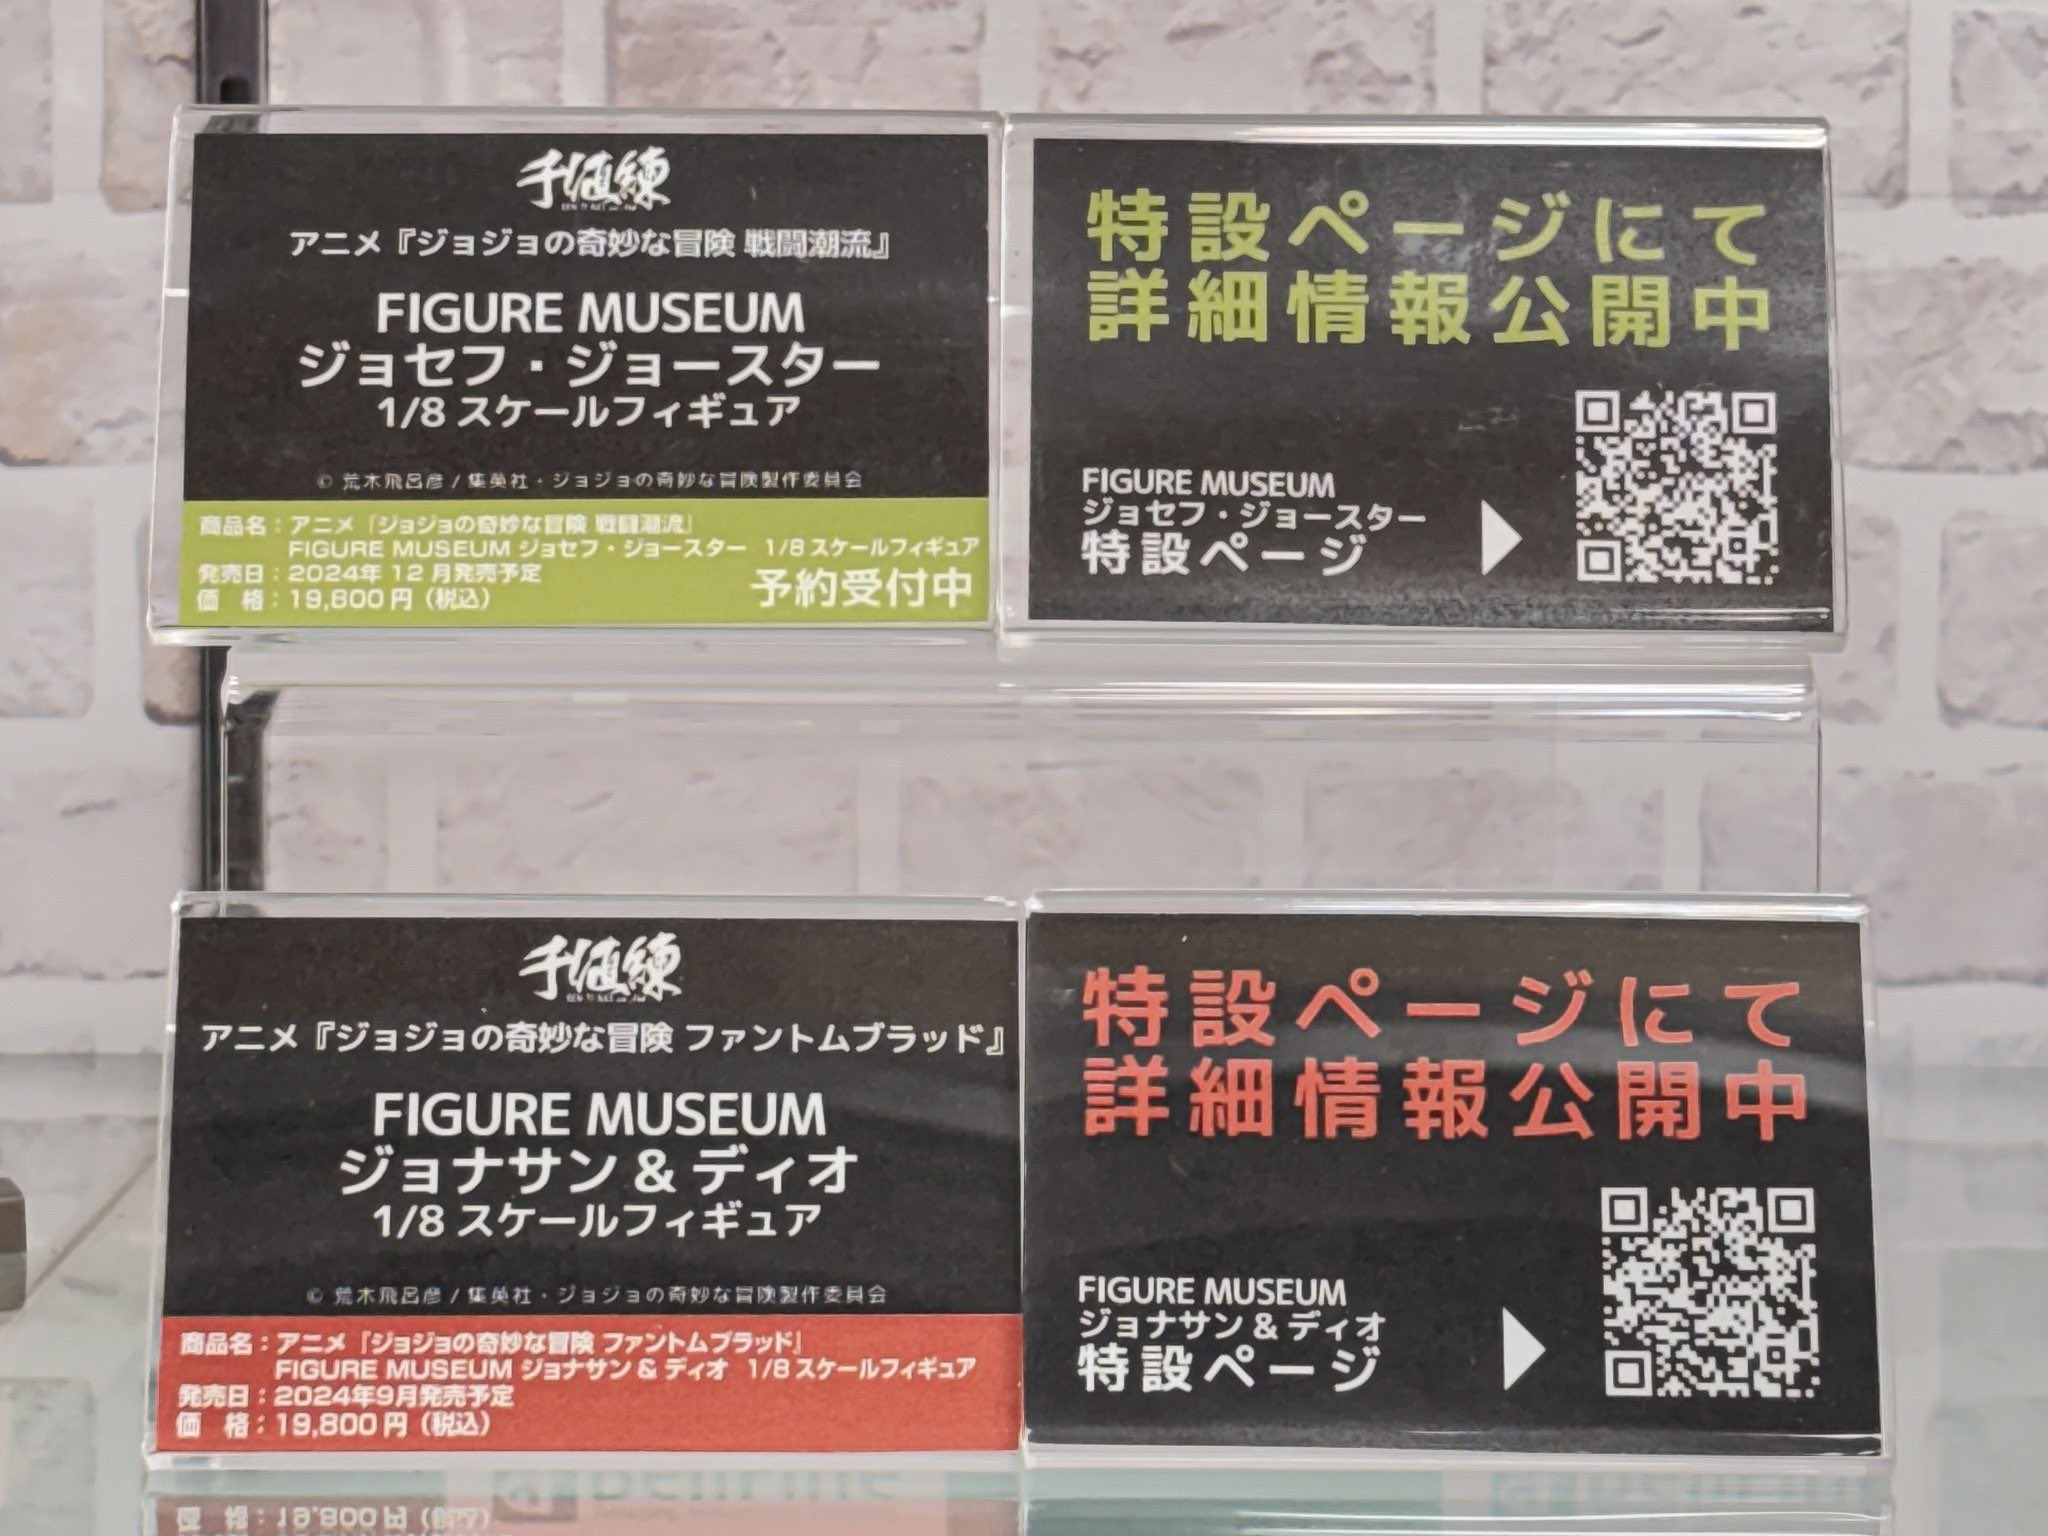 千値練
アニメ『ジョジョの奇妙な冒険 戦闘潮流』
FIGURE MUSEUM
ジョセフ・ジョースター
1/8 スケールフィギュア
© 荒木飛呂彦 / 集英社・ジョジョの奇妙な冒険製作委員会
商品名：アニメ『ジョジョの奇妙な冒険 戦闘潮流』
FIGURE MUSEUM ジョセフ・ジョースター 1/8 スケールフィギュア
発売日：2024年 12 月発売予定
価　格：19,800 円（税込）
予約受付中
特設ページにて
詳細情報公開中
FIGURE MUSEUM
ジョセフ・ジョースター
特設ページ
千値練
アニメ『ジョジョの奇妙な冒険 ファントムブラッド』
FIGURE MUSEUM
ジョナサン & ディオ
1/8 スケールフィギュア
© 荒木飛呂彦 / 集英社・ジョジョの奇妙な冒険製作委員会
商品名：アニメ『ジョジョの奇妙な冒険 ファントムブラッド』
FIGURE MUSEUM ジョナサン & ディオ 1/8 スケールフィギュア
発売日：2024年9月発売予定
価　格：19,800 円（税込）
特設ページにて
詳細情報公開中
FIGURE MUSEUM
ジョナサン & ディオ
特設ページ